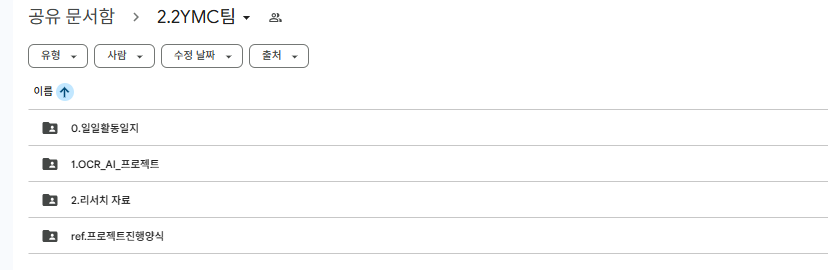 공유 문서함 > 2.2YMC팀
유형 사람 수정 날짜 출처
이름
0.일일활동일지
1.OCR_AI_프로젝트
2.리서치 자료
ref.프로젝트진행양식